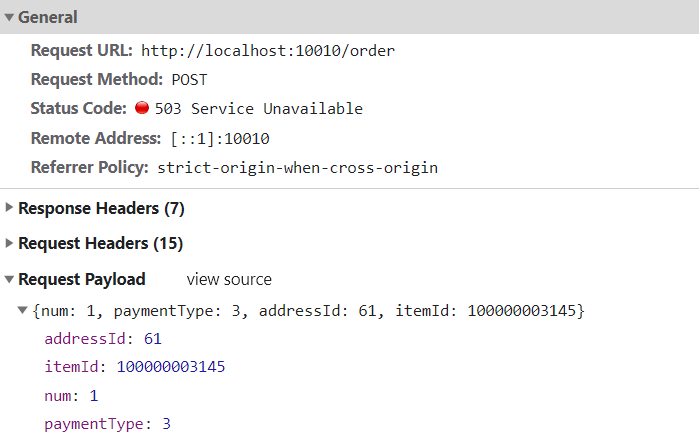 General
Request URL: http://localhost:10010/order
Request Method: POST
Status Code: 503 Service Unavailable
Remote Address: [::1]:10010
Referrer Policy: strict-origin-when-cross-origin
Response Headers (7)
Request Headers (15)
Request Payload view source
{num: 1, paymentType: 3, addressId: 61, itemId: 100000003145}
addressId: 61
itemId: 100000003145
num: 1
paymentType: 3